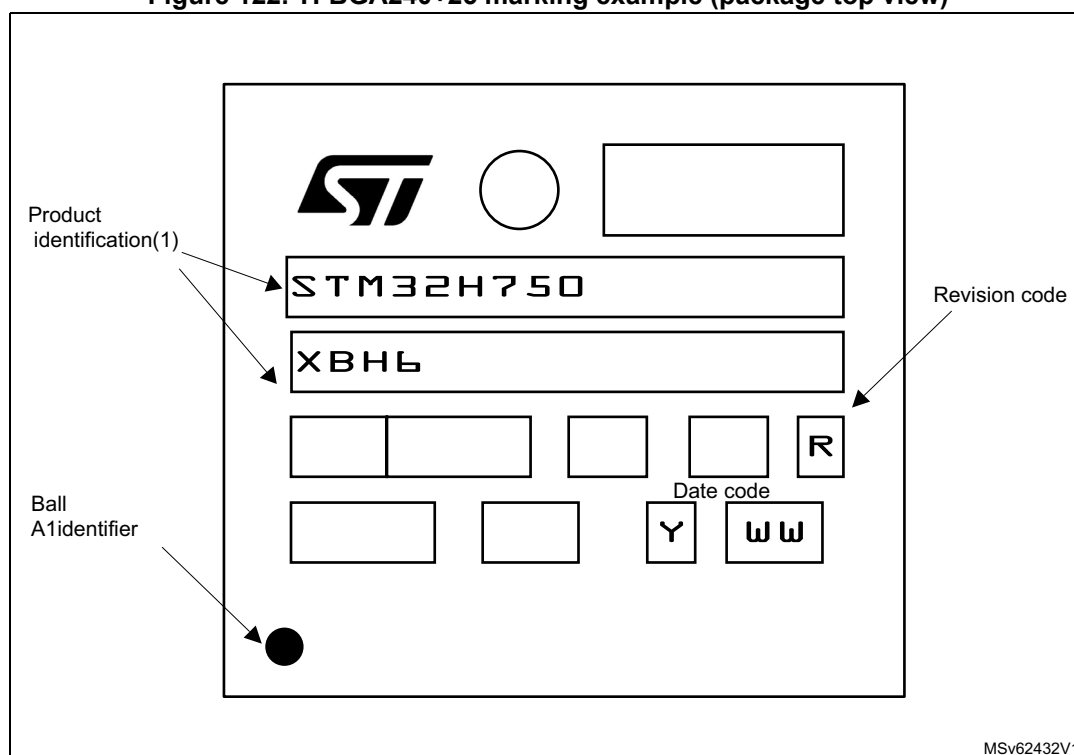 Figure 122. TFBGA240+25 marking example (package top view)
ST
Product
identification(1)
STM32H750
Revision code
XBH6
R
Date code
Ball
A1identifier
Y WW
MSv62432V1